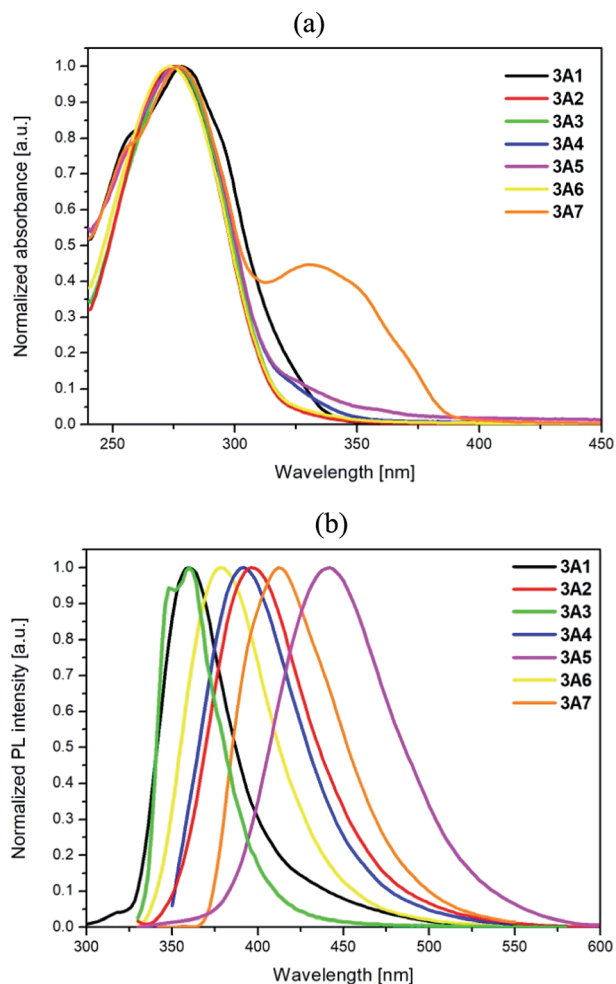 (a)
Normalized absorbance [a.u.]
1.0
0.9
0.8
0.7
0.6
0.5
0.4
0.3
0.2
0.1
0.0
3A1
3A2
3A3
3A4
3A5
3A6
3A7
250
300
350
400
450
Wavelength [nm]
(b)
Normalized PL intensity [a.u.]
1.0
0.9
0.8
0.7
0.6
0.5
0.4
0.3
0.2
0.1
0.0
3A1
3A2
3A3
3A4
3A5
3A6
3A7
300
350
400
450
500
550
600
Wavelength [nm]